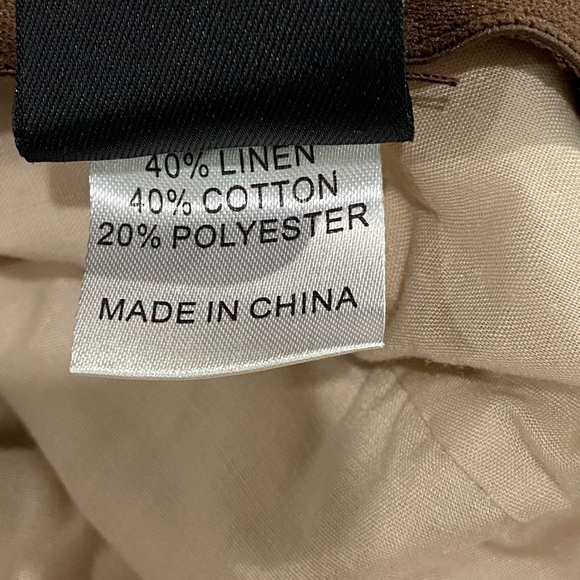 40% LINEN
40% COTTON
20% POLYESTER
MADE IN CHINA